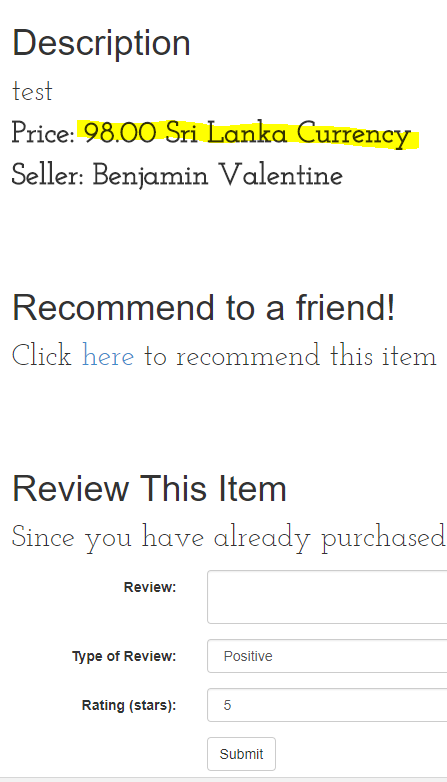 Description
test
Price: 98.00 Sri Lanka Currency
Seller: Benjamin Valentine
Recommend to a friend!
Click here to recommend this item
Review This Item
Since you have already purchased
Review:
Type of Review: Positive
Rating (stars): 5
Submit